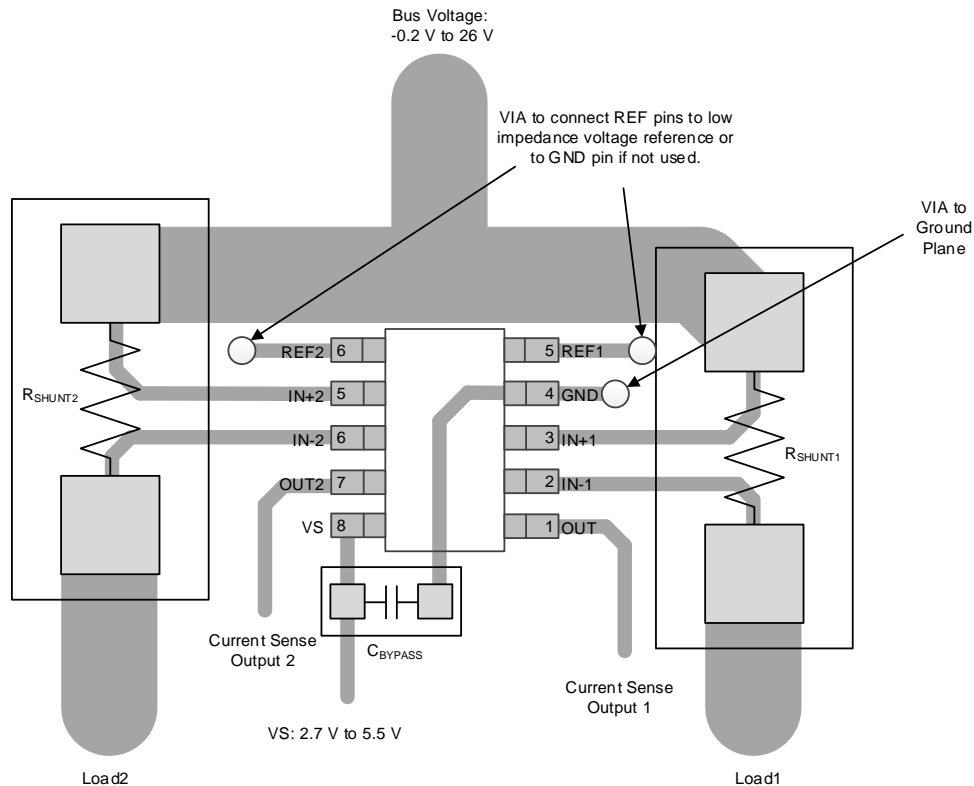 Bus Voltage:
-0.2 V to 26 V
VIA to connect REF pins to low
impedance voltage reference or
to GND pin if not used.
VIA to
Ground
Plane
REF2 6
5 REF1
IN+2 5
4 GND
RSHUNT2
IN-2 6
3 IN+1
RSHUNT1
OUT2 7
2 IN-1
VS 8
1 OUT
Current Sense
Output 2
CBYPASS
Current Sense
Output 1
VS: 2.7 V to 5.5 V
Load2
Load1